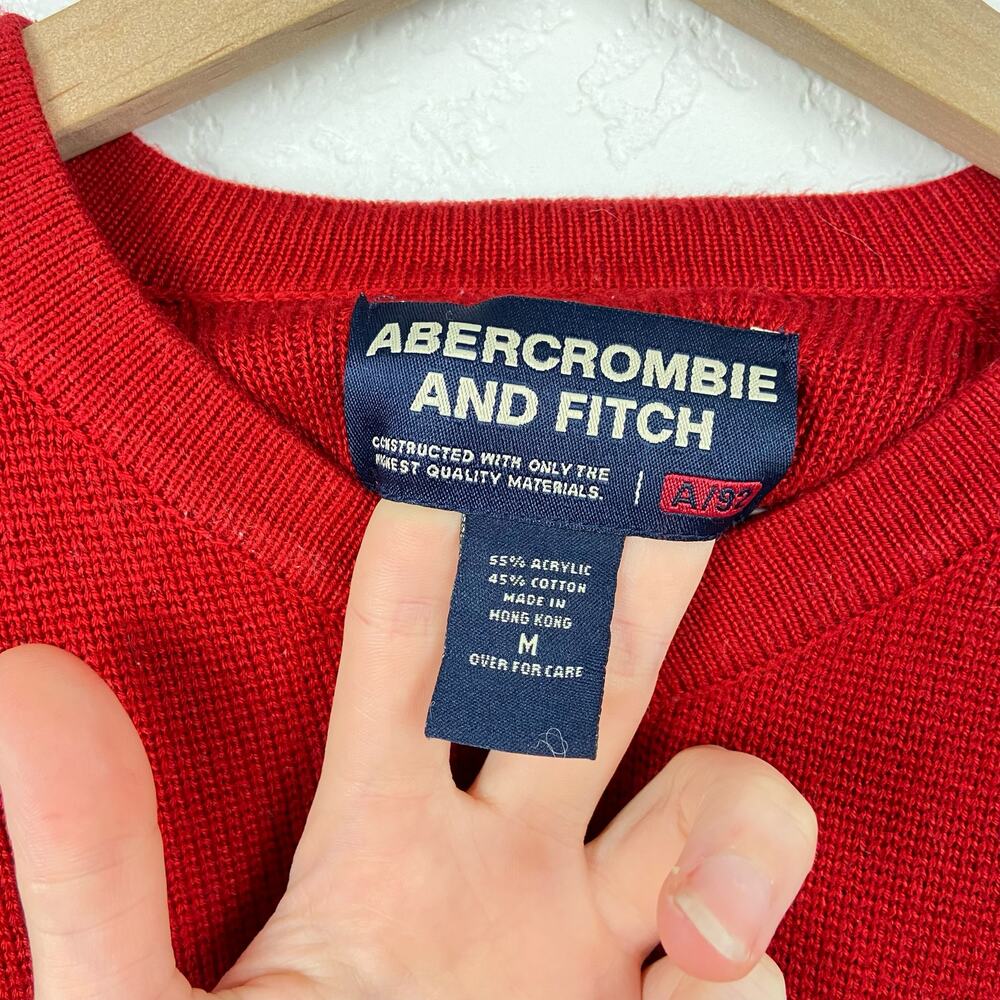 ABERCROMBIE
AND FITCH
CONSTRUCTED WITH ONLY THE
QUALITY MATERIALS.
A/92
55% ACRYLIC
45% COTTON
MADE IN
HONG KONG
M
OVER FOR CARE